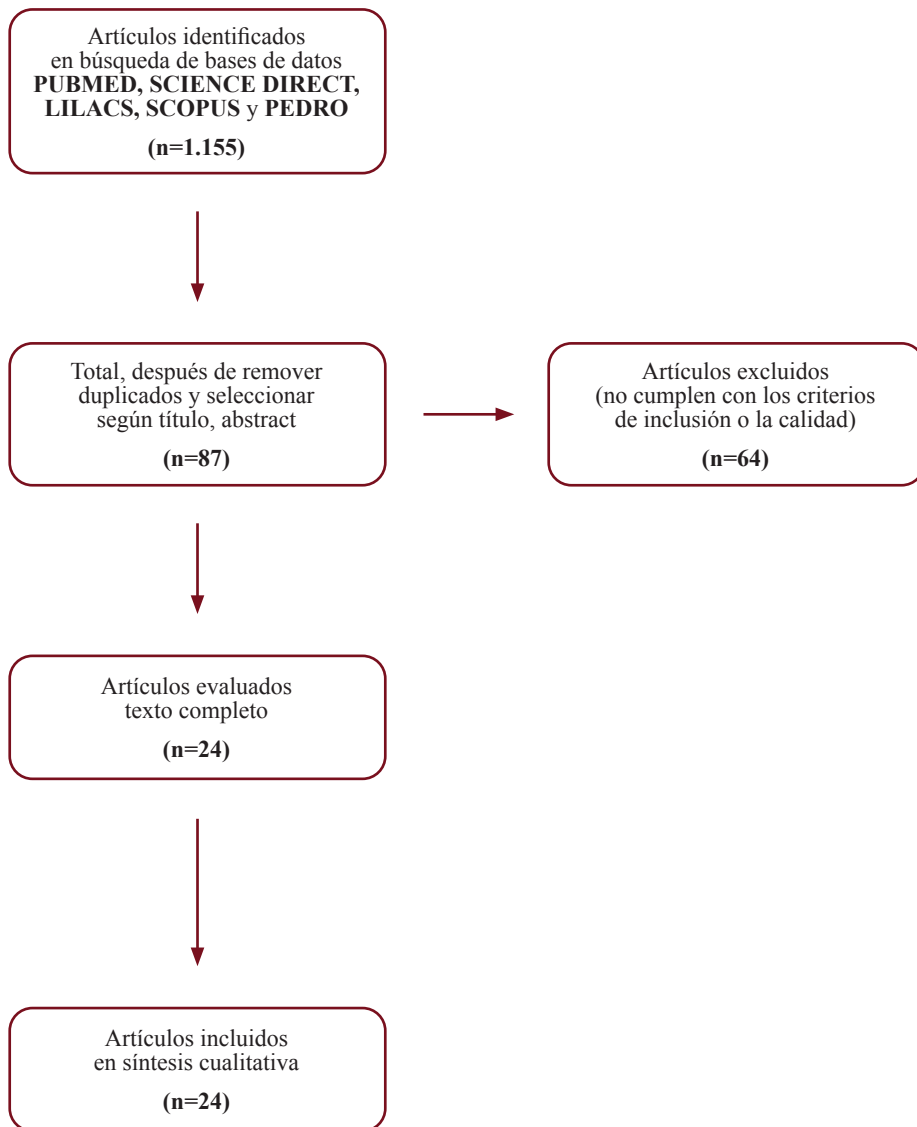 Artículos identificados
en búsqueda de bases de datos
PUBMED, SCIENCE DIRECT,
LILACS, SCOPUS y PEDRO
(n=1.155)
Total, después de remover
duplicados y seleccionar
según título, abstract
(n=87)
Artículos excluidos
(no cumplen con los criterios
de inclusión o la calidad)
(n=64)
Artículos evaluados
texto completo
(n=24)
Artículos incluidos
en síntesis cualitativa
(n=24)